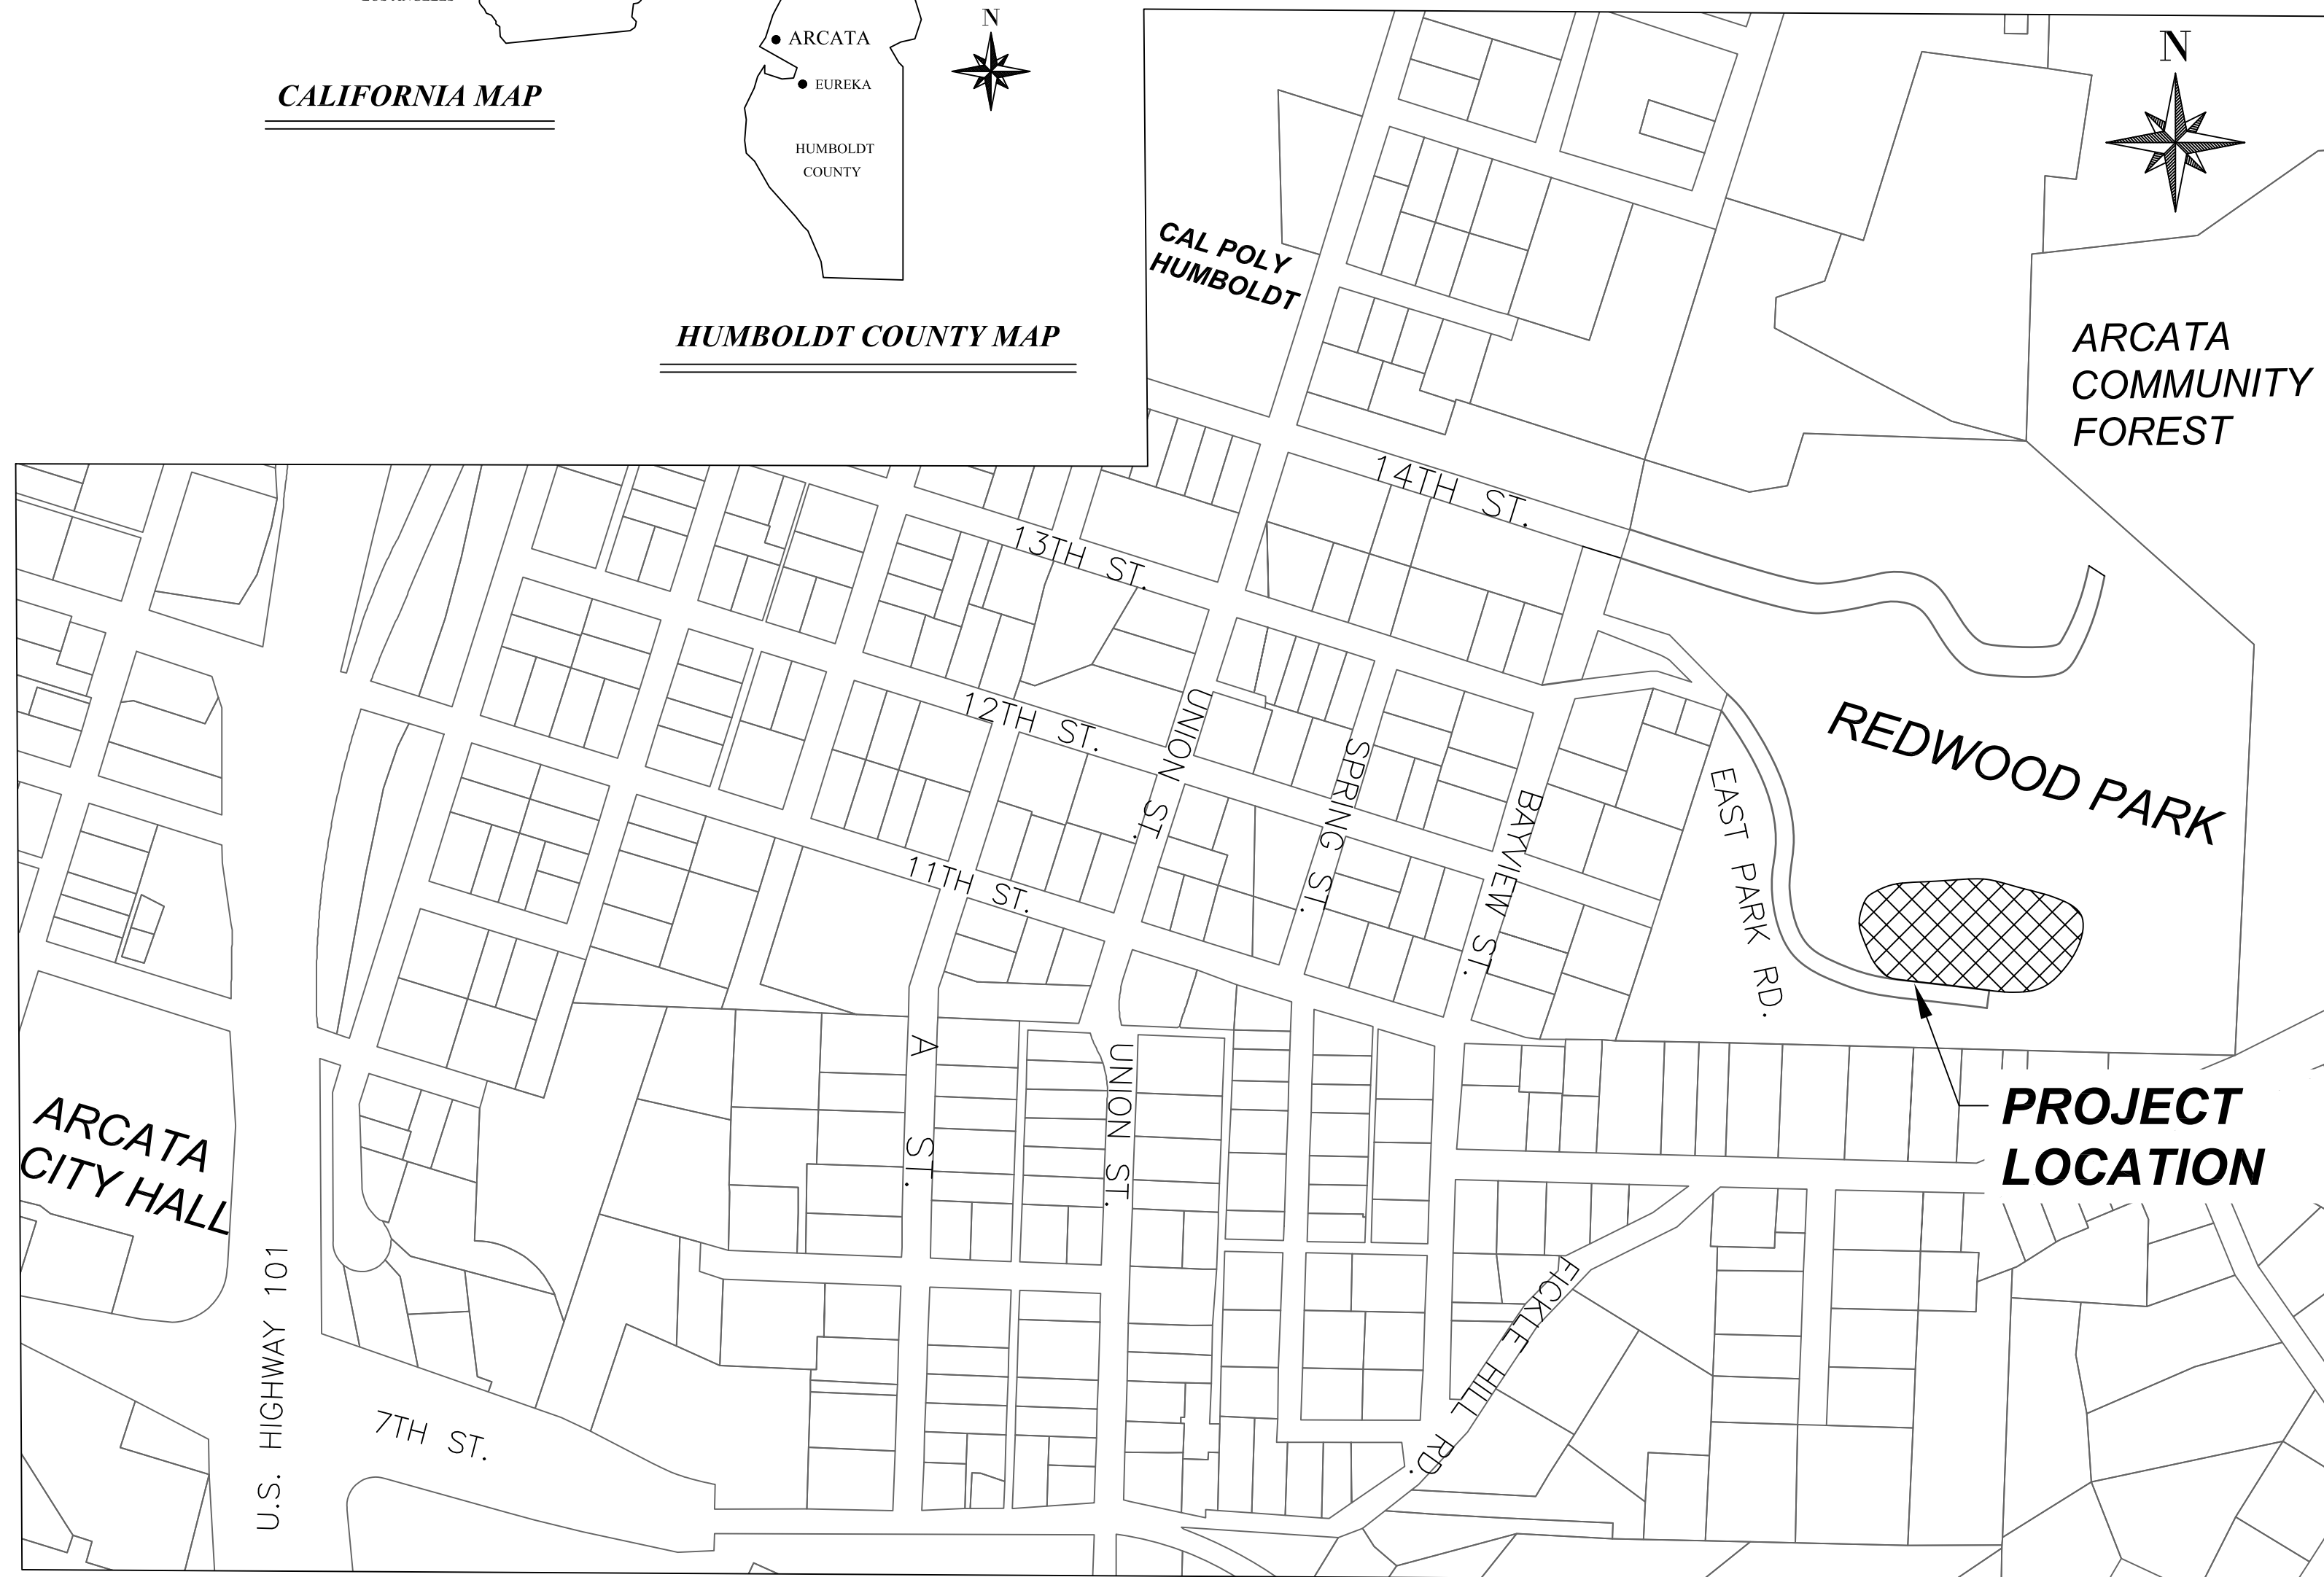 N
ARCATA
EUREKA
HUMBOLDT
COUNTY
CALIFORNIA MAP
HUMBOLDT COUNTY MAP
N
CAL POLY
HUMBOLDT
ARCATA
COMMUNITY
FOREST
14TH ST.
13TH ST.
12TH ST.
11TH ST.
UNION ST.
SPRING ST.
BAYVIEW ST.
EAST PARK RD.
REDWOOD PARK
A ST.
UNION ST.
PROJECT
LOCATION
ARCATA
CITY HALL
U.S. HIGHWAY 101
7TH ST.
FICKLE HILL RD.